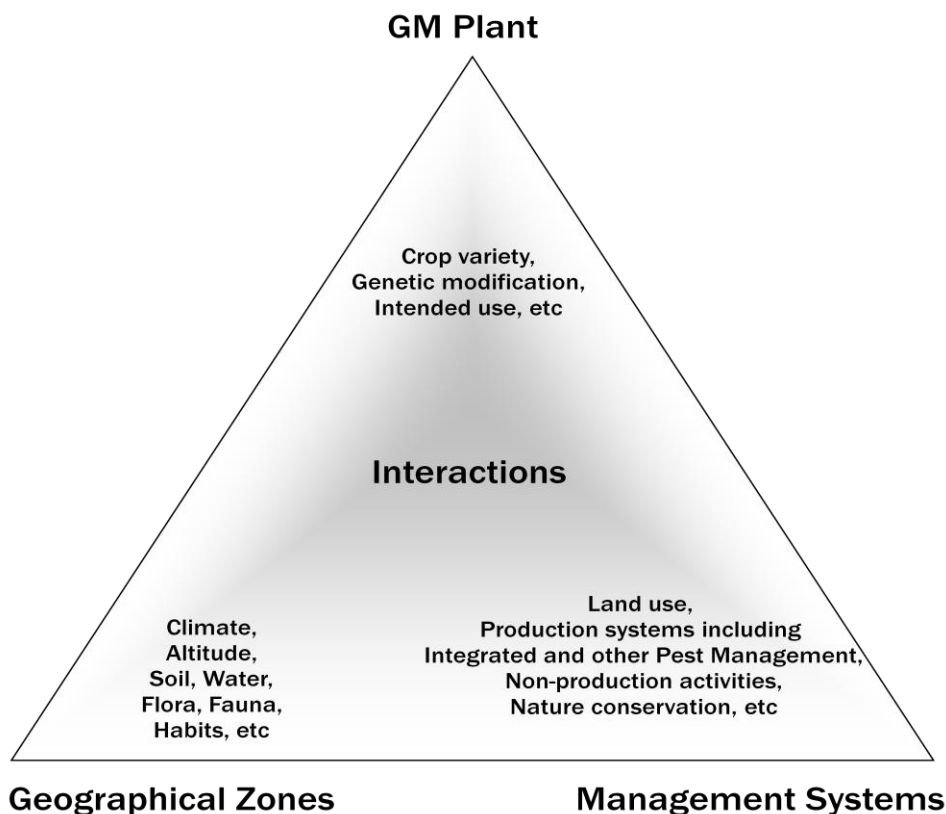 GM Plant
Crop variety,
Genetic modification,
Intended use, etc
Interactions
Climate,
Altitude,
Soil, Water,
Flora, Fauna,
Habits, etc
Land use,
Production systems including
Integrated and other Pest Management,
Non-production activities,
Nature conservation, etc
Geographical Zones
Management Systems